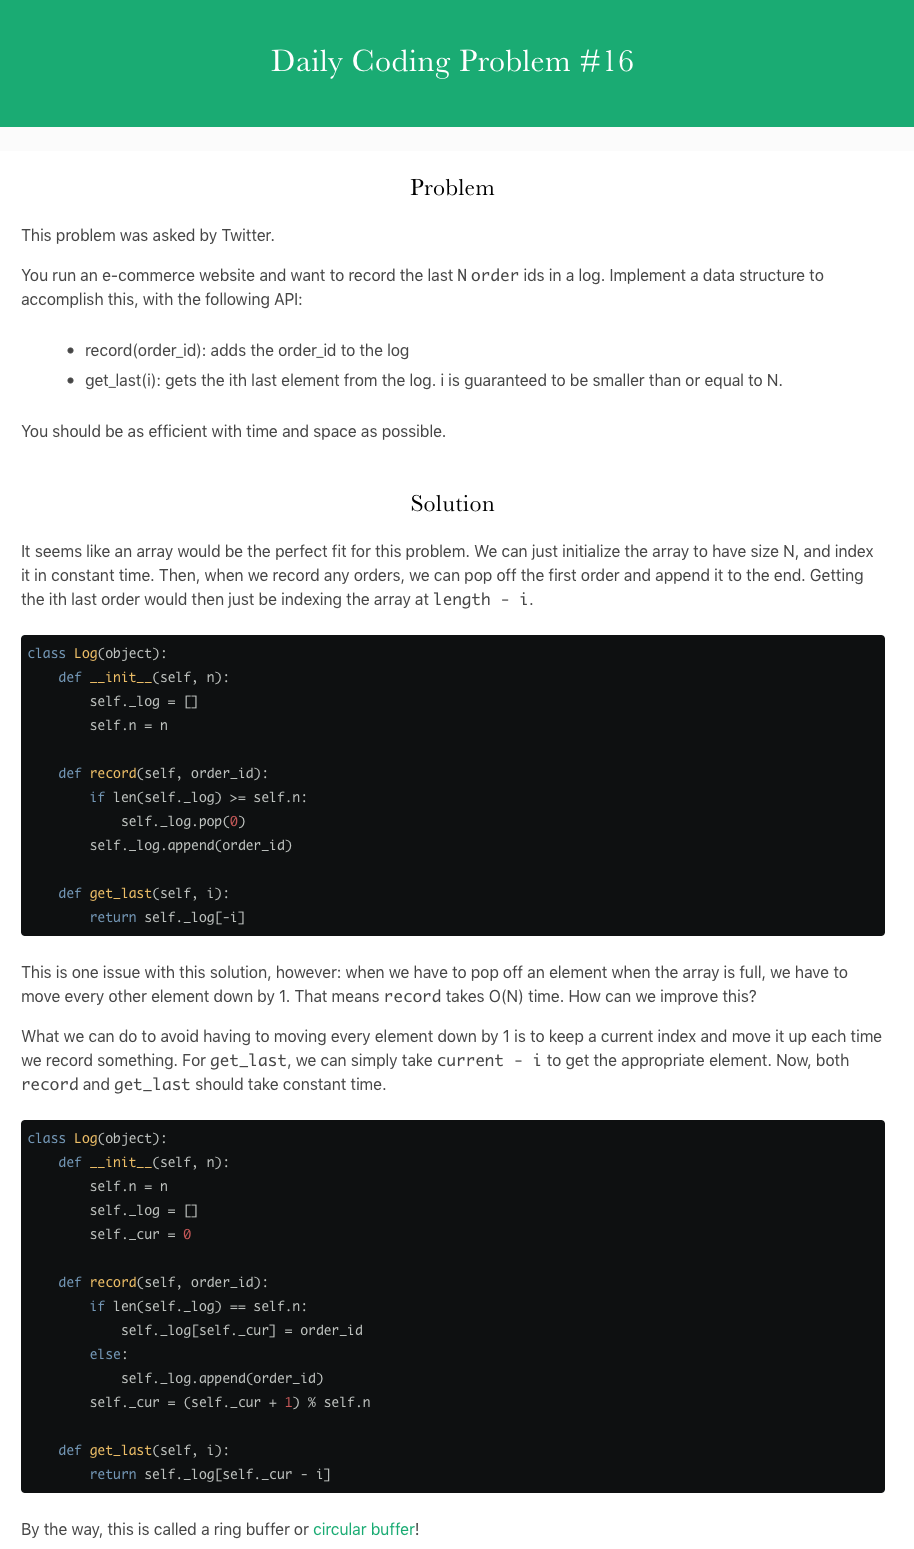 Daily Coding Problem #16
Problem
This problem was asked by Twitter.
You run an e-commerce website and want to record the last N order ids in a log. Implement a data structure to
accomplish this, with the following API:
• record(order_id): adds the order_id to the log
• get_last(i): gets the ith last element from the log. i is guaranteed to be smaller than or equal to N.
You should be as efficient with time and space as possible.
Solution
It seems like an array would be the perfect fit for this problem. We can just initialize the array to have size N, and index
it in constant time. Then, when we record any orders, we can pop off the first order and append it to the end. Getting
the ith last order would then just be indexing the array at length - i.
class Log(object):
    def __init__(self, n):
        self._log = []
        self.n = n
    def record(self, order_id):
        if len(self._log) >= self.n:
            self._log.pop(0)
        self._log.append(order_id)
    def get_last(self, i):
        return self._log[-i]
This is one issue with this solution, however: when we have to pop off an element when the array is full, we have to
move every other element down by 1. That means record takes O(N) time. How can we improve this?
What we can do to avoid having to moving every element down by 1 is to keep a current index and move it up each time
we record something. For get_last, we can simply take current - i to get the appropriate element. Now, both
record and get_last should take constant time.
class Log(object):
    def __init__(self, n):
        self.n = n
        self._log = []
        self._cur = 0
    def record(self, order_id):
        if len(self._log) == self.n:
            self._log[self._cur] = order_id
        else:
            self._log.append(order_id)
        self._cur = (self._cur + 1) % self.n
    def get_last(self, i):
        return self._log[self._cur - i]
By the way, this is called a ring buffer or circular buffer!